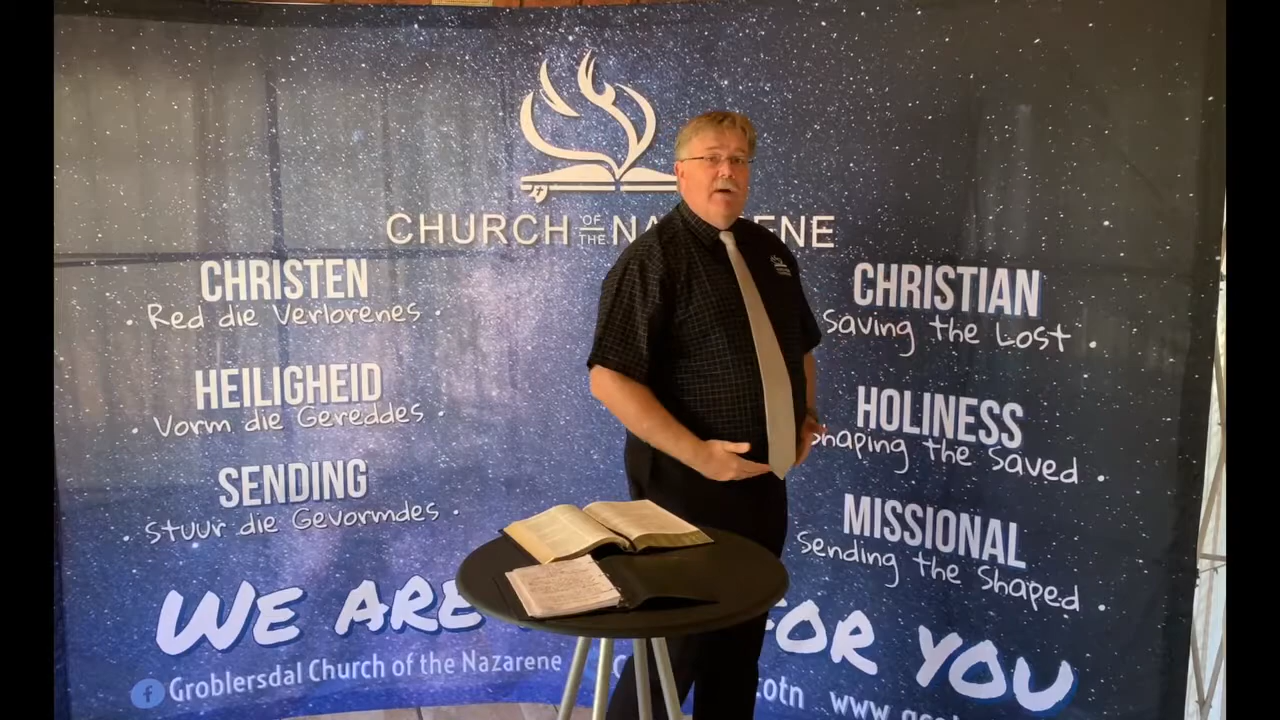 CHURCH OF THE NA ENE
CHRISTEN
. Red die Verlorenes .
HEILIGHEID
. Vorm die Gereddes .
SENDING
. Stuur die Gevormdes .
CHRISTIAN
Saving the Lost .
HOLINESS
Shaping the Saved .
MISSIONAL
Sending the Shaped .
WE ARE FOR YOU
f Groblersdal Church of the Nazarene cotn www.